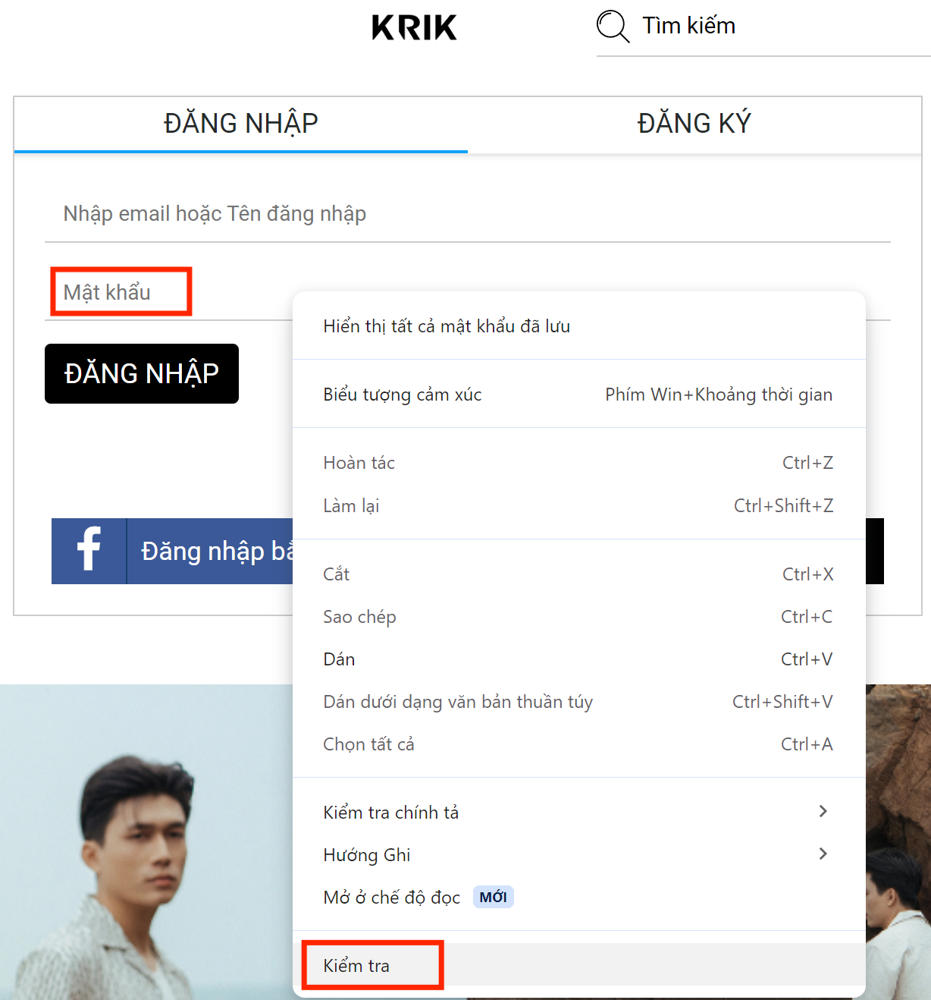 KRIK
Tìm kiếm
ĐĂNG NHẬP
ĐĂNG KÝ
Nhập email hoặc Tên đăng nhập
Mật khẩu
ĐĂNG NHẬP
f Đăng nhập bằ
Hiển thị tất cả mật khẩu đã lưu
Biểu tượng cảm xúc Phím Win+Khoảng thời gian
Hoàn tác Ctrl+Z
Làm lại Ctrl+Shift+Z
Cắt Ctrl+X
Sao chép Ctrl+C
Dán Ctrl+V
Dán dưới dạng văn bản thuần túy Ctrl+Shift+V
Chọn tất cả Ctrl+A
Kiểm tra chính tả
Hướng Ghi
Mở ở chế độ đọc MỚI
Kiểm tra